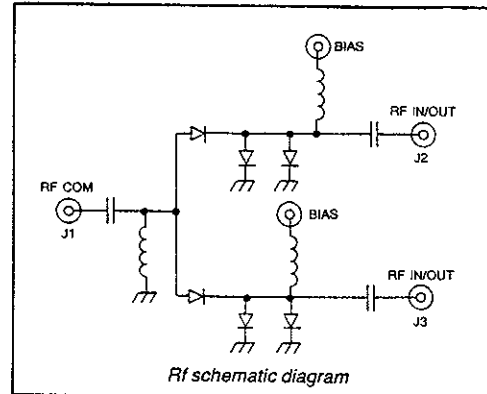 BIAS
RF IN/OUT
J2
RF COM
J1
BIAS
RF IN/OUT
J3
Rf schematic diagram